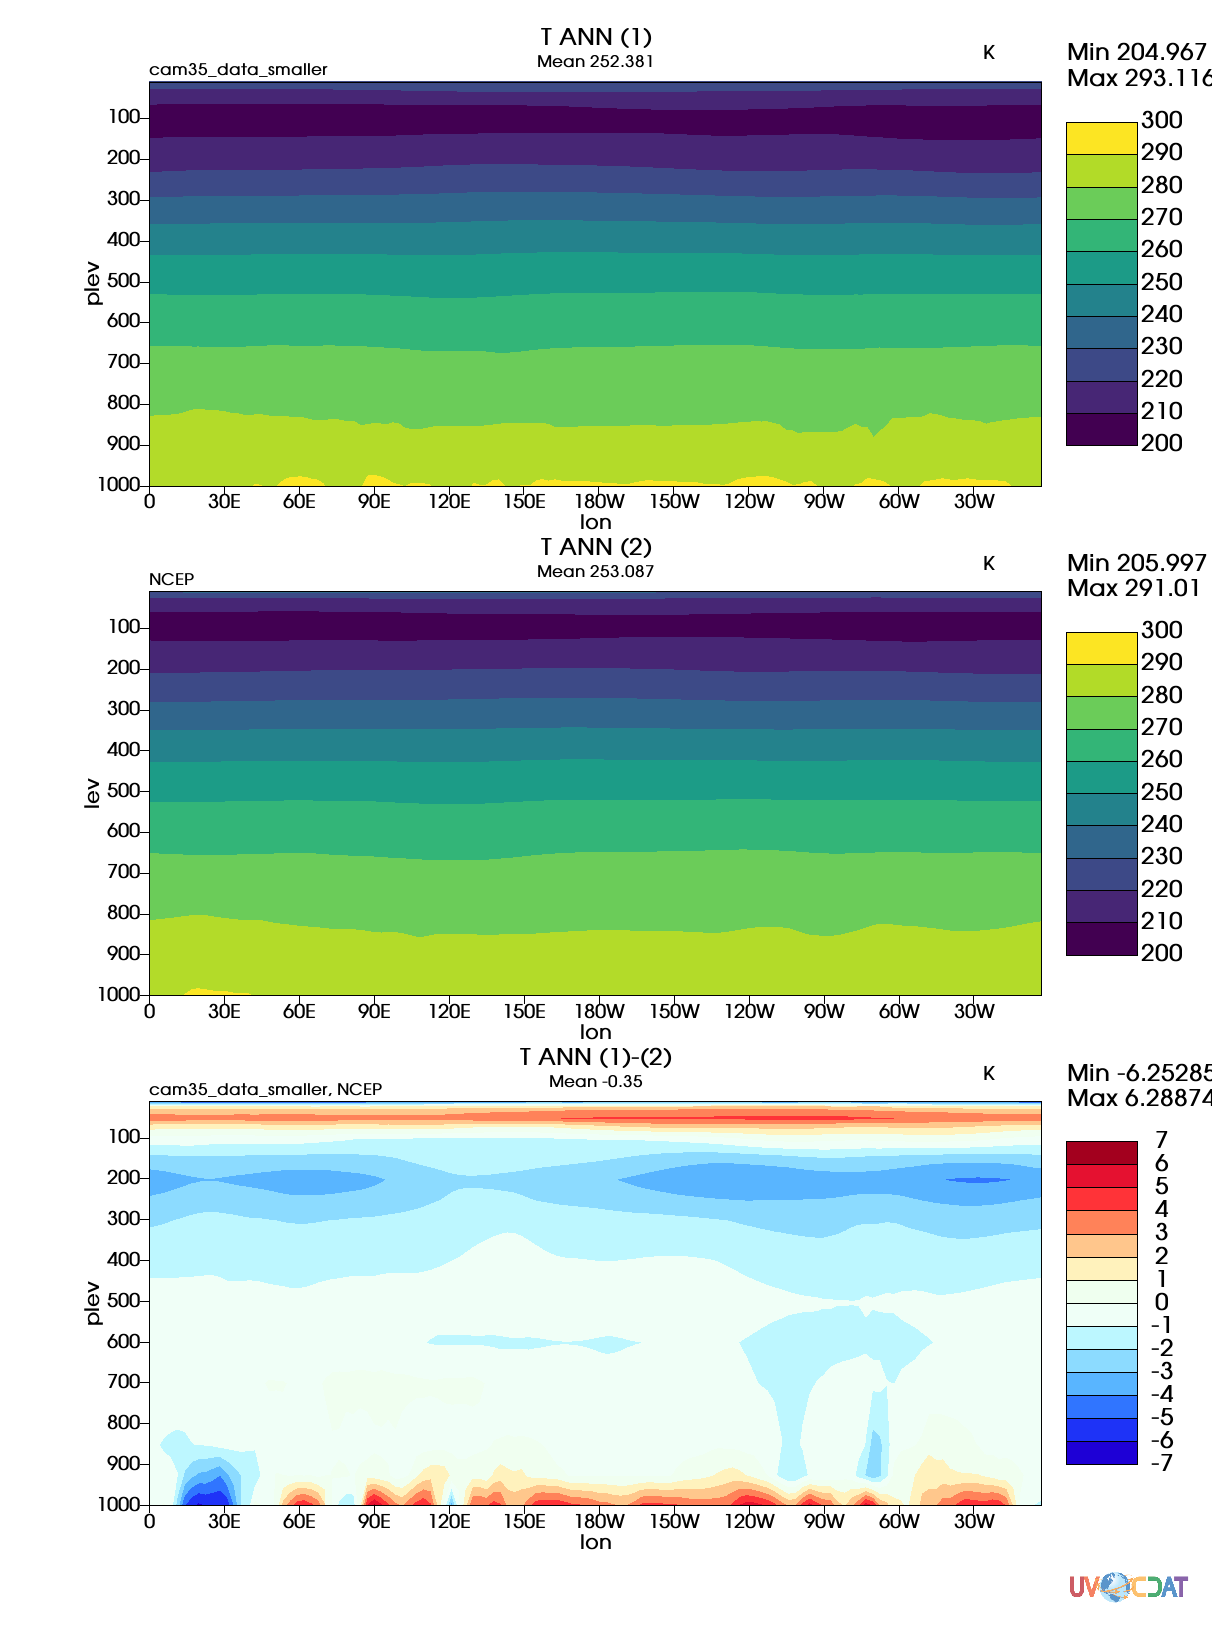 T ANN (1)
Mean 252.381
K
Min 204.967
Max 293.116
cam35_data_smaller
100
200
300
400
500
600
700
800
900
1000
plev
0 30E 60E 90E 120E 150E 180W 150W 120W 90W 60W 30W
lon
300
290
280
270
260
250
240
230
220
210
200
T ANN (2)
Mean 253.087
K
Min 205.997
Max 291.01
NCEP
100
200
300
400
500
600
700
800
900
1000
lev
0 30E 60E 90E 120E 150E 180W 150W 120W 90W 60W 30W
lon
300
290
280
270
260
250
240
230
220
210
200
T ANN (1)-(2)
Mean -0.35
K
Min -6.25285
Max 6.28874
cam35_data_smaller, NCEP
100
200
300
400
500
600
700
800
900
1000
plev
0 30E 60E 90E 120E 150E 180W 150W 120W 90W 60W 30W
lon
7
6
5
4
3
2
1
0
-1
-2
-3
-4
-5
-6
-7
UV CDAT